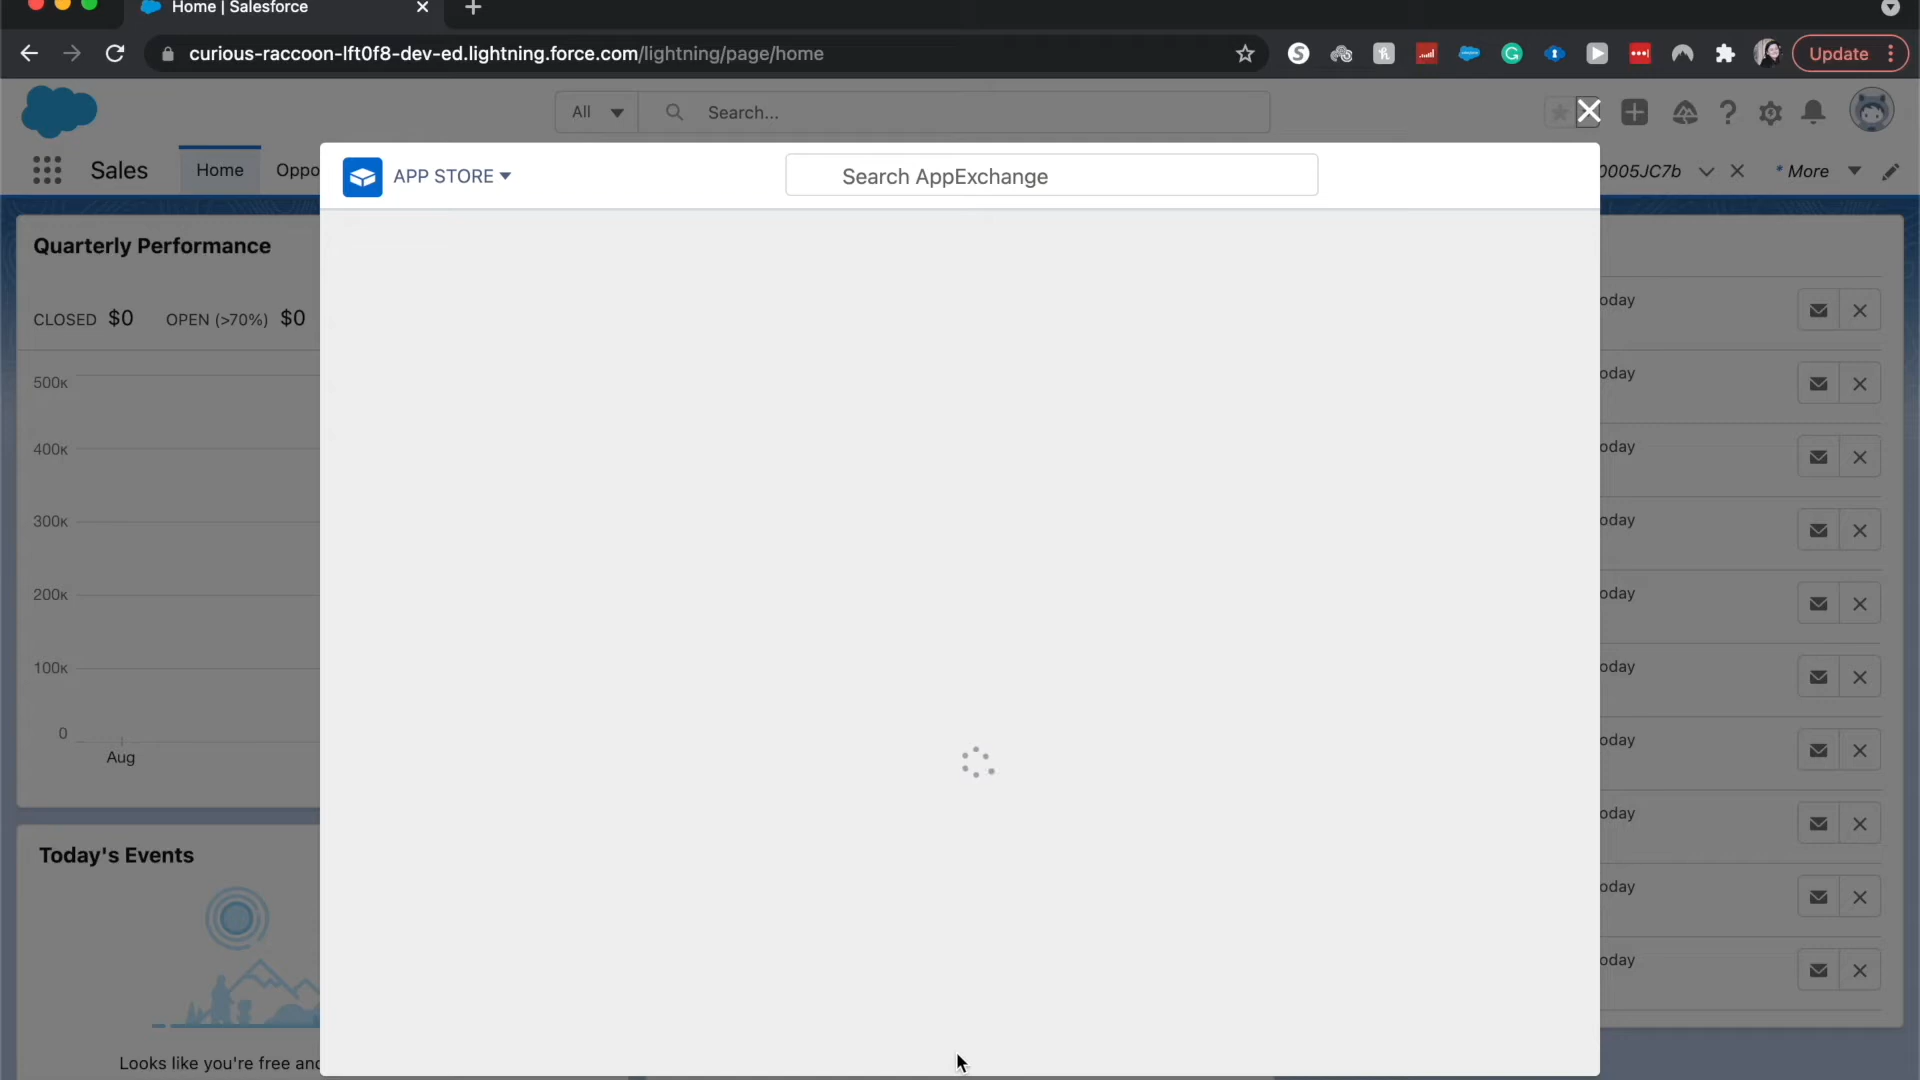 Home | Salesforce
curious-raccoon-lft0f8-dev-ed.lightning.force.com/lightning/page/home
Update
All
Search...
Sales
Home
Oppo
0005JC7b
* More
APP STORE
Search AppExchange
Quarterly Performance
CLOSED $0 OPEN (>70%) $0
500K
400K
300K
200K
100K
0
Aug
oday
oday
oday
oday
oday
oday
oday
oday
oday
oday
Today's Events
Looks like you're free an